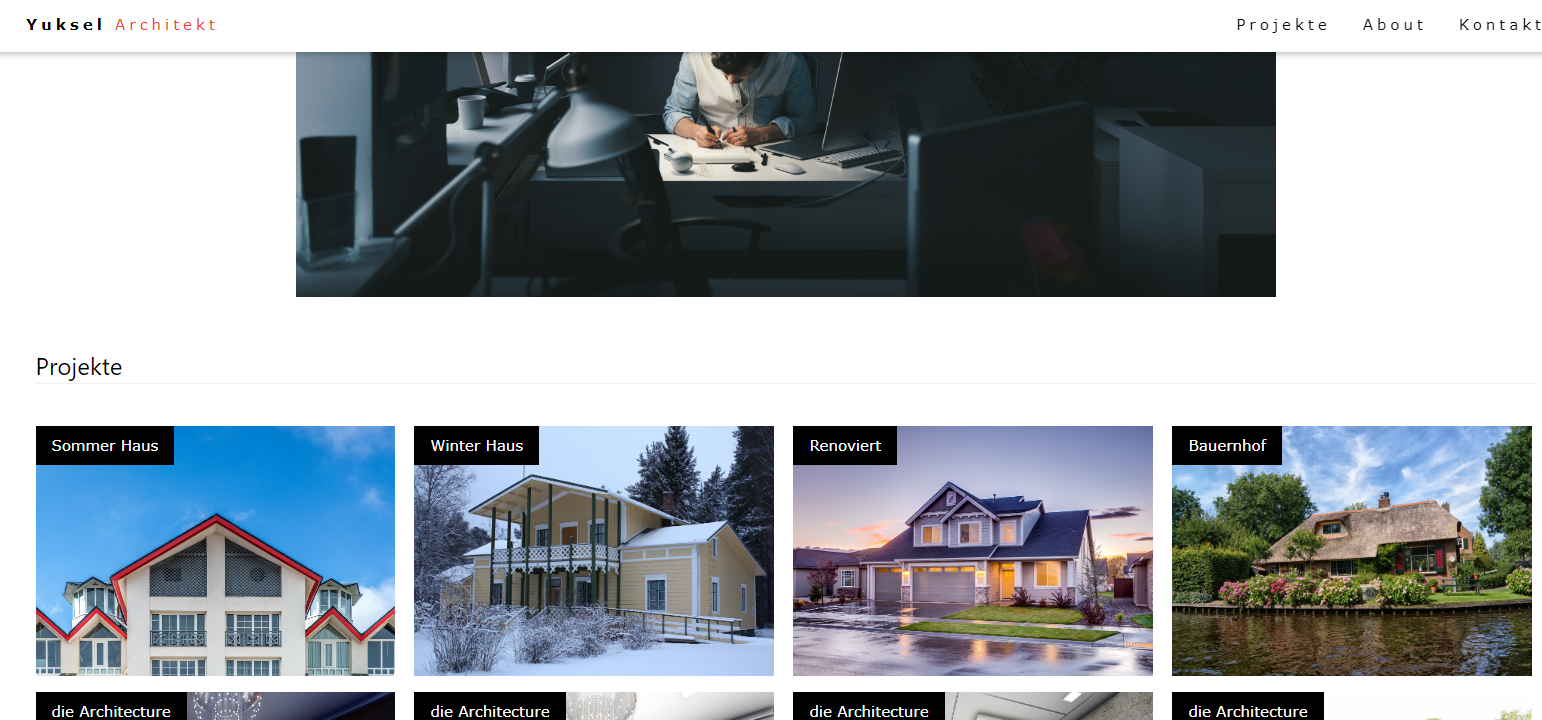 Yuksel Architekt
Projekte About Kontakt
Projekte
Sommer Haus
Winter Haus
Renoviert
Bauernhof
die Architecture
die Architecture
die Architecture
die Architecture